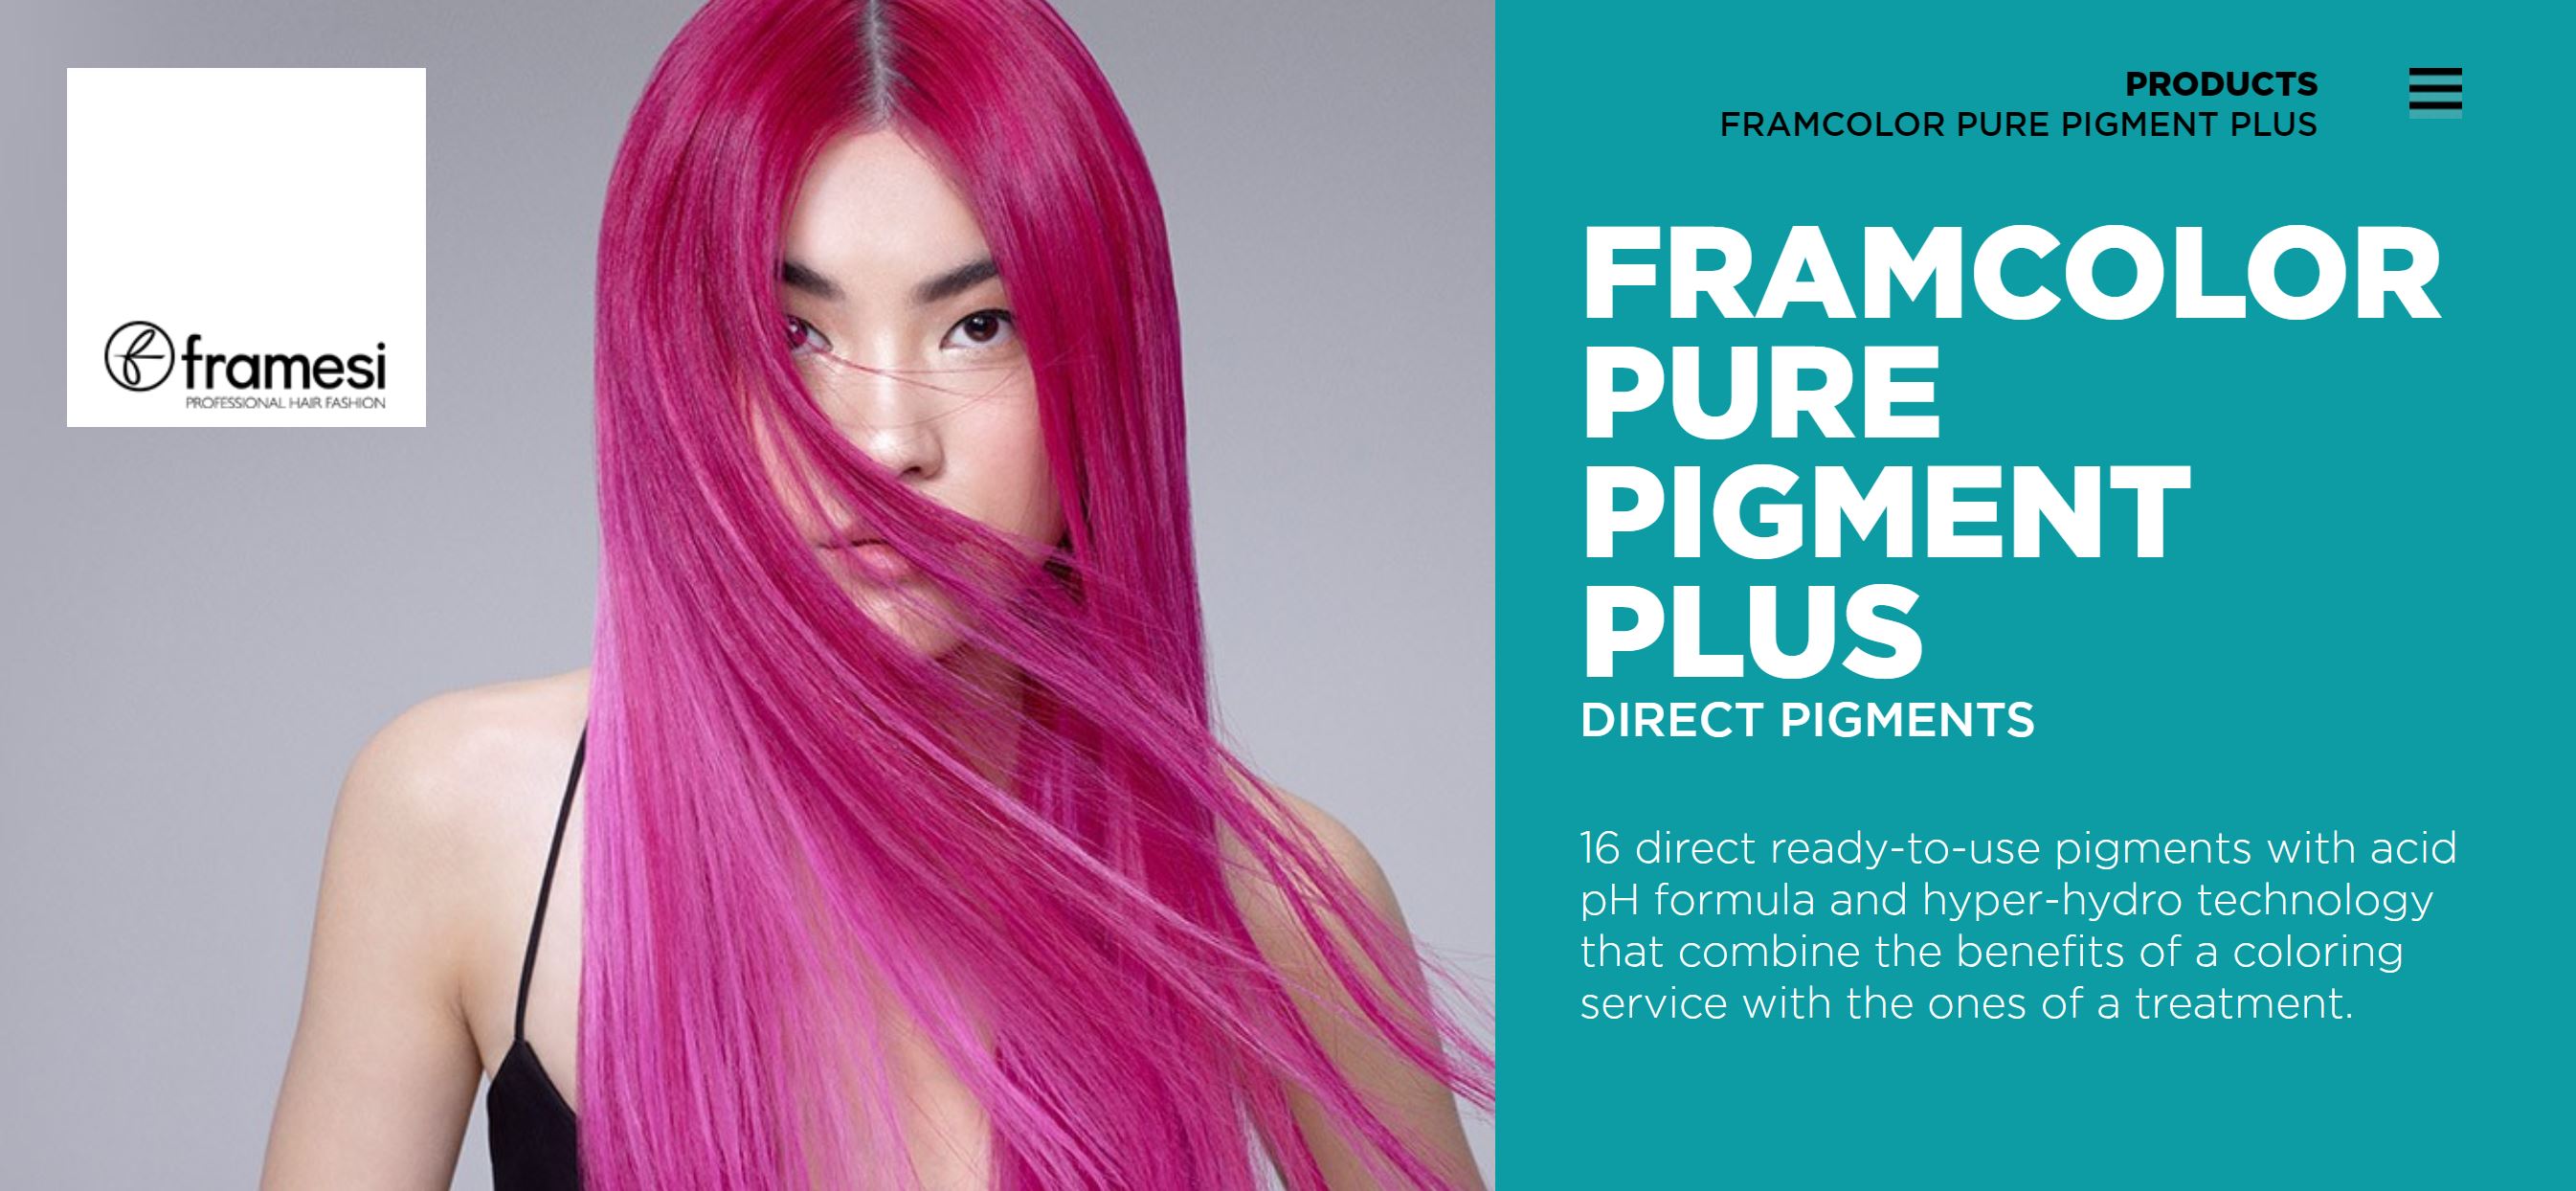 framesi
PROFESSIONAL HAIR FASHION
PRODUCTS
FRAMCOLOR PURE PIGMENT PLUS
FRAMCOLOR
PURE
PIGMENT
PLUS
DIRECT PIGMENTS
16 direct ready-to-use pigments with acid
pH formula and hyper-hydro technology
that combine the benefits of a coloring
service with the ones of a treatment.